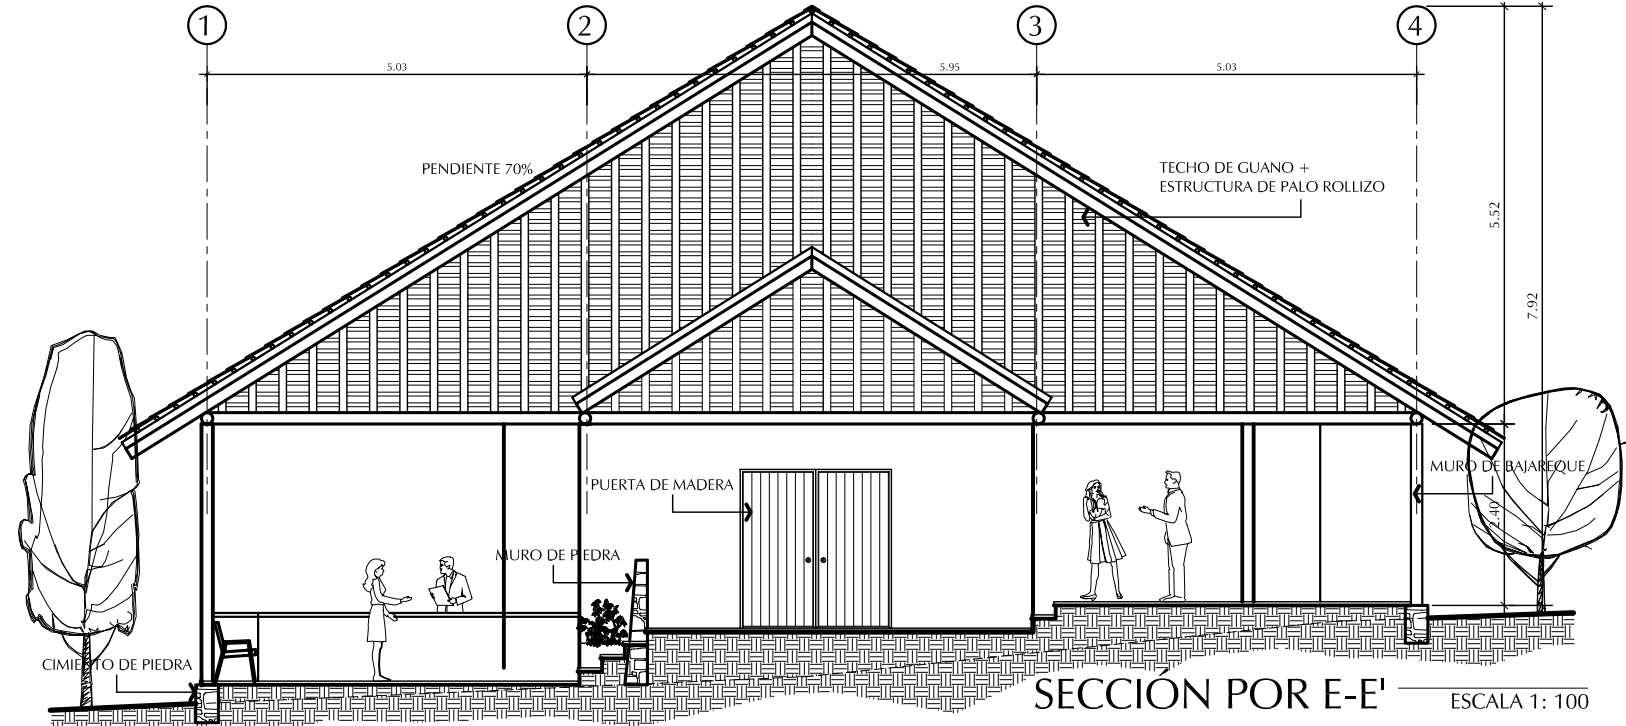 1 2 3 4
5.03 5.95 5.03
PENDIENTE 70%
TECHO DE GUANO +
ESTRUCTURA DE PALO ROLLIZO
5.52
7.92
MURO DE BAJAREQUE
PUERTA DE MADERA
2.40
MURO DE PIEDRA
CIMIENTO DE PIEDRA
SECCIÓN POR E-E'
ESCALA 1: 100